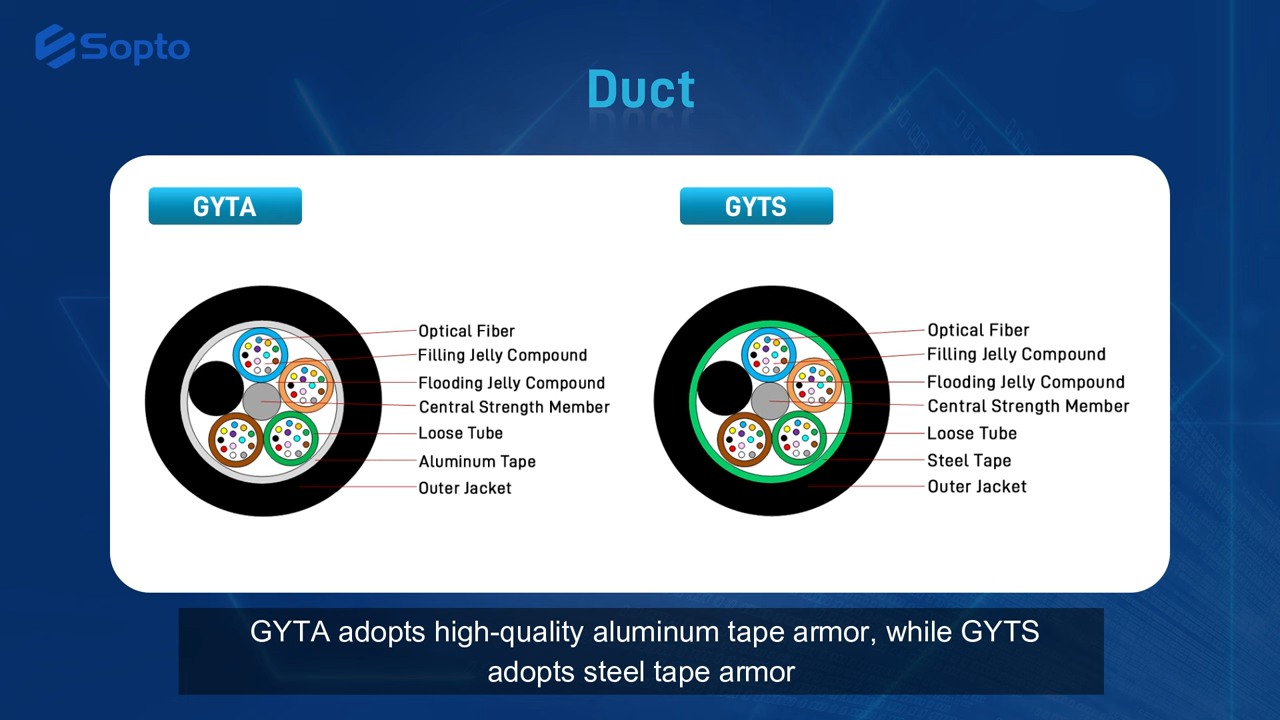 Sopto
Duct
GYTA
GYTS
Optical Fiber
Filling Jelly Compound
Flooding Jelly Compound
Central Strength Member
Loose Tube
Aluminum Tape
Outer Jacket
Optical Fiber
Filling Jelly Compound
Flooding Jelly Compound
Central Strength Member
Loose Tube
Steel Tape
Outer Jacket
GYTA adopts high-quality aluminum tape armor, while GYTS
adopts steel tape armor